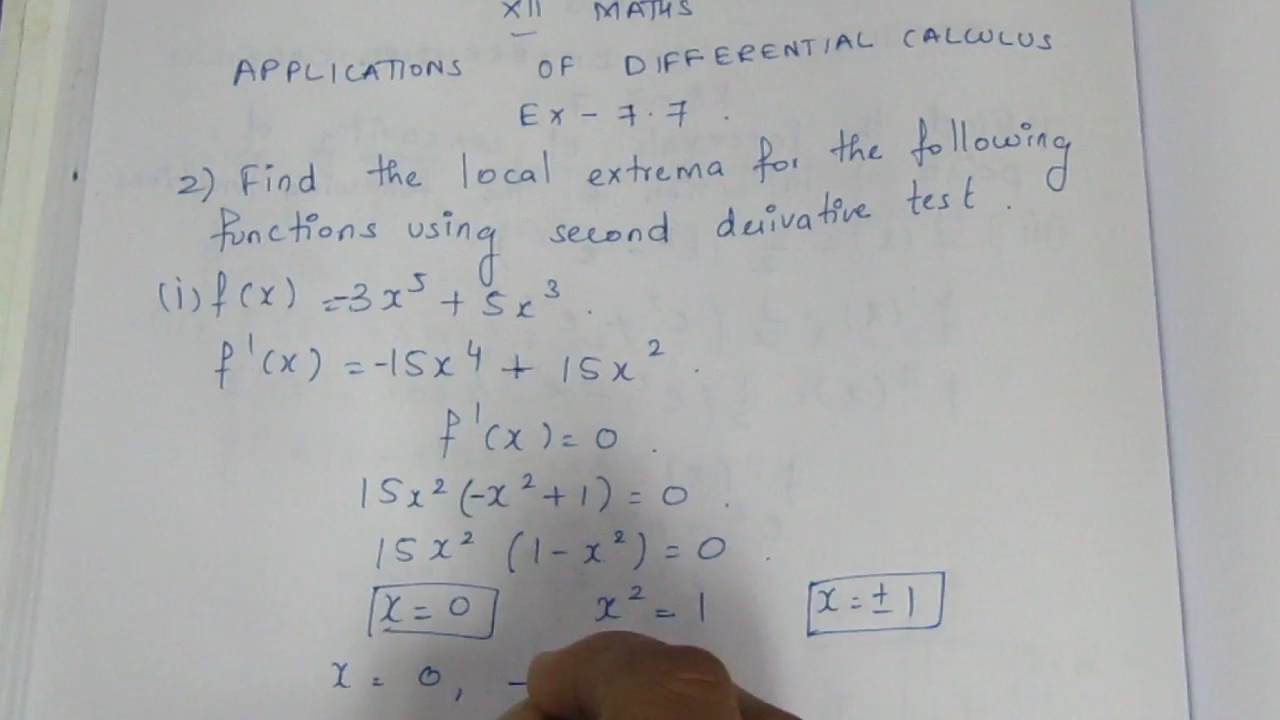 XII MATHS
APPLICATIONS OF DIFFERENTIAL CALCULUS
Ex - 7.7.
2) Find the local extrema for the following
functions using second derivative test.
(i) f(x) = -3x⁵ + 5x³.
f'(x) = -15x⁴ + 15x².
f'(x) = 0.
15x² (-x² + 1) = 0.
15x² (1 - x²) = 0.
x = 0 x² = 1 x = ± 1
x = 0, -